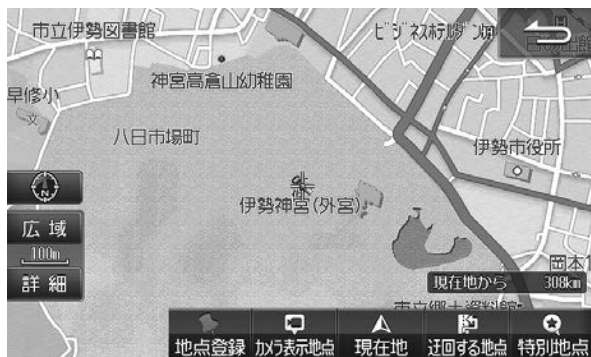 市立伊勢図書館
ビジネスホテル
神宮高倉山幼稚園
早修小
文
八日市場町
伊勢市役所
伊勢神宮(外宮)
N
広域
100m
詳細
岡本1
現在地から 308km
市立郷土資料館
地点登録 カメラ表示地点 現在地 迂回する地点 特別地点